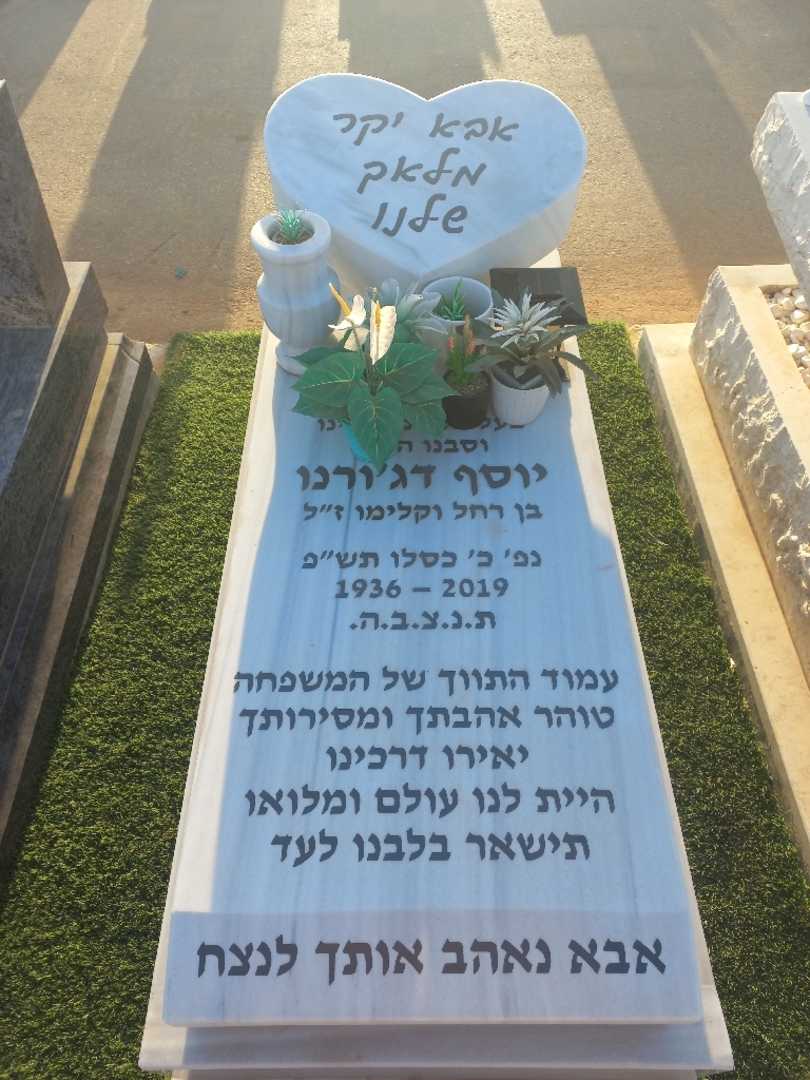 אבא יקר
מלאך
שלנו
וסבנו
יוסף דג'ורנו
בן רחל וקלימו ז״ל
נפ' כ' כסלו תש״פ
1936 – 2019
ת.נ.צ.ב.ה.
עמוד התווך של המשפחה
טוהר אהבתך ומסירותך
יאירו דרכינו
היית לנו עולם ומלואו
תישאר בלבנו לעד
אבא נאהב אותך לנצח